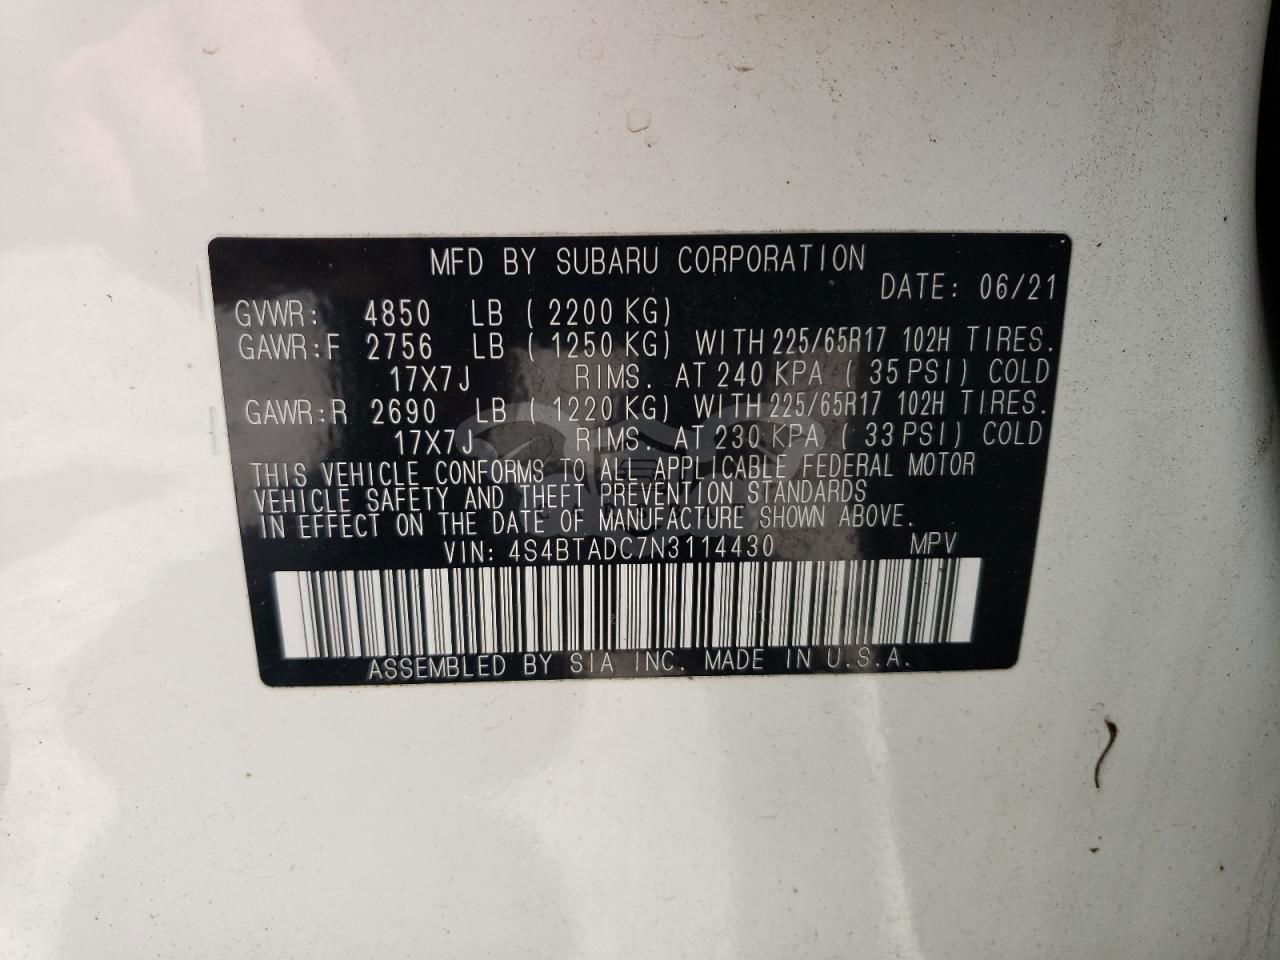 MFD BY SUBARU CORPORATION
DATE: 06/21
GVWR: 4850 LB ( 2200 KG)
GAWR:F 2756 LB ( 1250 KG) WITH 225/65R17 102H TIRES.
17X7J RIMS. AT 240 KPA ( 35 PSI) COLD
GAWR:R 2690 LB ( 1220 KG) WITH 225/65R17 102H TIRES.
17X7J RIMS. AT 230 KPA ( 33 PSI) COLD
THIS VEHICLE CONFORMS TO ALL APPLICABLE FEDERAL MOTOR
VEHICLE SAFETY AND THEFT PREVENTION STANDARDS
IN EFFECT ON THE DATE OF MANUFACTURE SHOWN ABOVE.
VIN: 4S4BTADC7N3114430 MPV
ASSEMBLED BY SIA INC. MADE IN U.S.A.